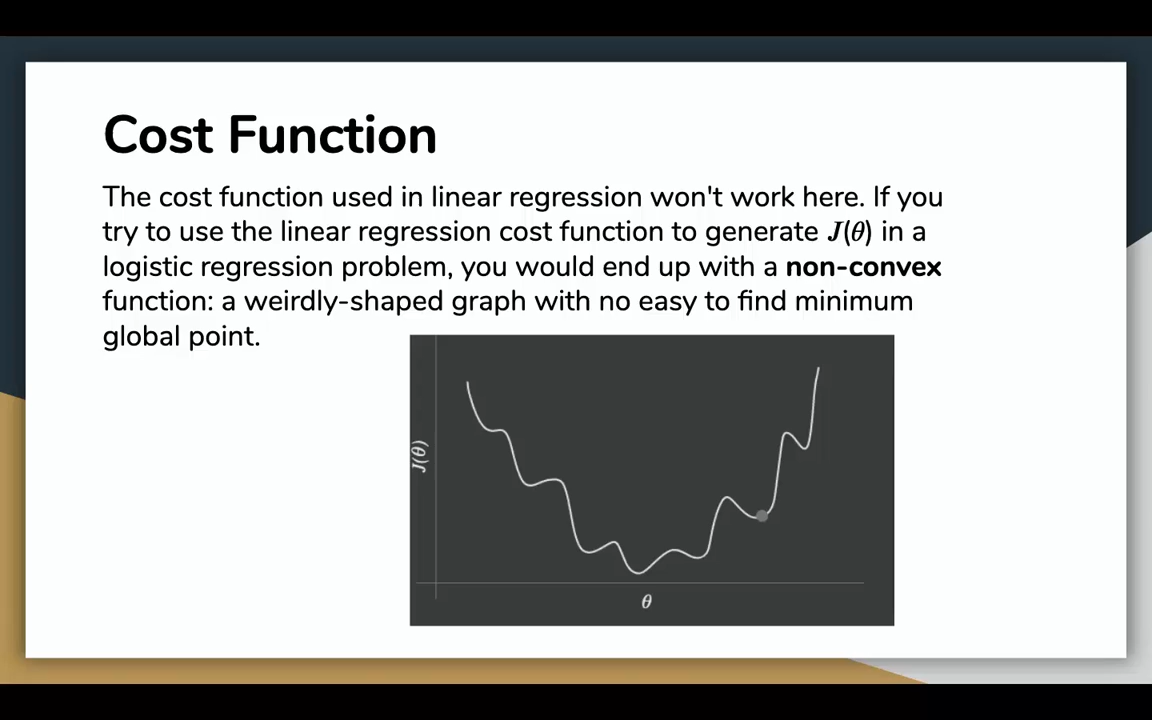 Cost Function
The cost function used in linear regression won't work here. If you
try to use the linear regression cost function to generate J(θ) in a
logistic regression problem, you would end up with a non-convex
function: a weirdly-shaped graph with no easy to find minimum
global point.
J(θ)
θ